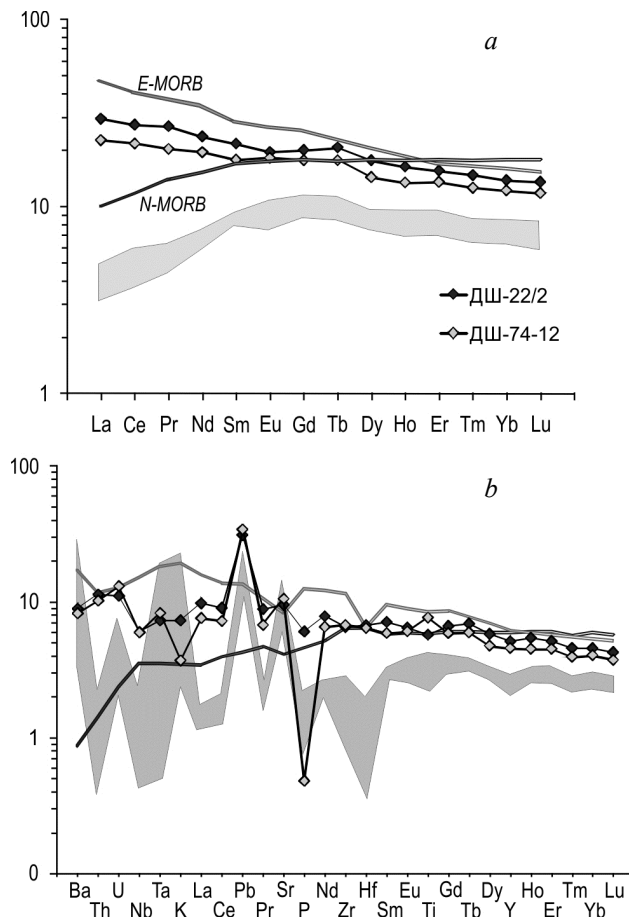 100
a
E-MORB
10
N-MORB
ДШ-22/2
ДШ-74-12
1
La Ce Pr Nd Sm Eu Gd Tb Dy Ho Er Tm Yb Lu
100
b
10
1
0
Ba U Ta La Pb Sr Nd Hf Eu Gd Dy Ho Tm Lu
Th Nb K Ce Pr P Zr Sm Ti Tb Y Er Yb